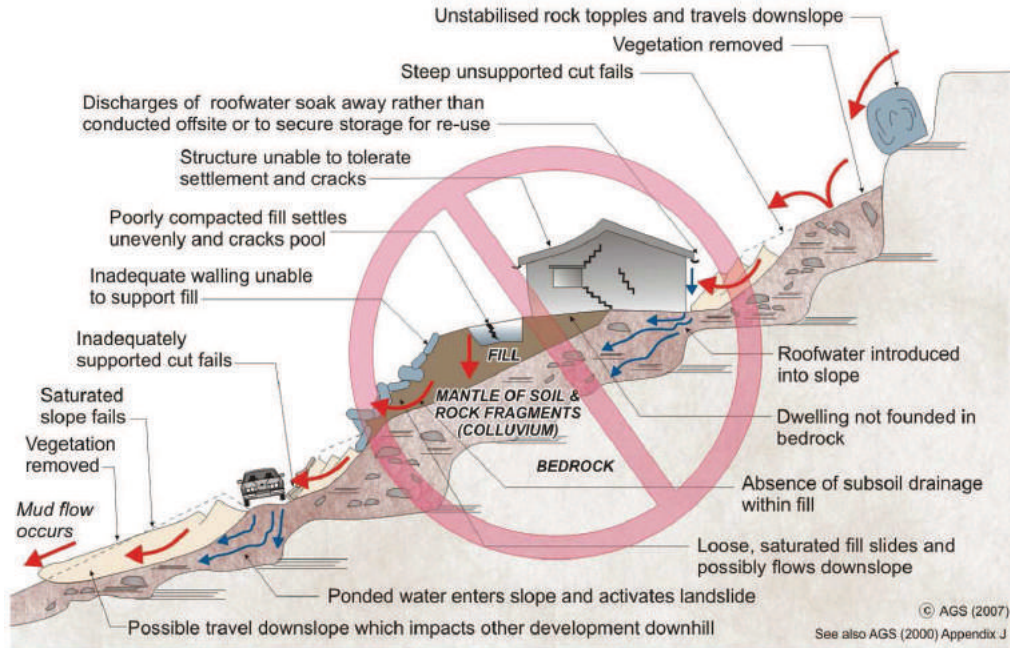 Unstabilised rock topples and travels downslope
Vegetation removed
Steep unsupported cut fails
Discharges of roofwater soak away rather than
conducted offsite or to secure storage for re-use
Structure unable to tolerate
settlement and cracks
Poorly compacted fill settles
unevenly and cracks pool
Inadequate walling unable
to support fill
Inadequately
supported cut fails
Saturated
slope fails
Vegetation
removed
Mud flow
occurs
FILL
MANTLE OF SOIL &
ROCK FRAGMENTS
(COLLUVIUM)
BEDROCK
Roofwater introduced
into slope
Dwelling not founded in
bedrock
Absence of subsoil drainage
within fill
Loose, saturated fill slides and
possibly flows downslope
Ponded water enters slope and activates landslide
Possible travel downslope which impacts other development downhill
© AGS (2007)
See also AGS (2000) Appendix J